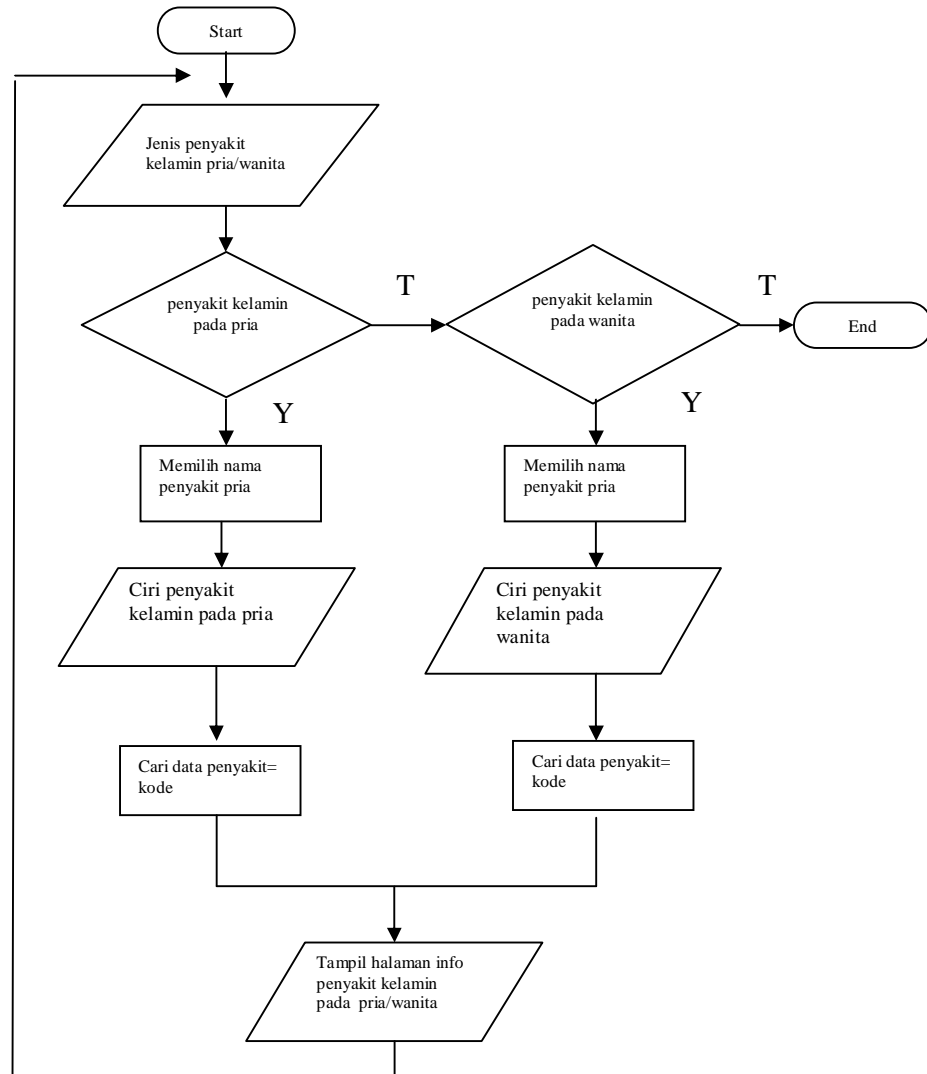 Start
Jenis penyakit
kelamin pria/wanita
penyakit kelamin
pada pria
T
penyakit kelamin
pada wanita
T
End
Y
Y
Memilih nama
penyakit pria
Memilih nama
penyakit pria
Ciri penyakit
kelamin pada pria
Ciri penyakit
kelamin pada
wanita
Cari data penyakit=
kode
Cari data penyakit=
kode
Tampil halaman info
penyakit kelamin
pada pria/wanita